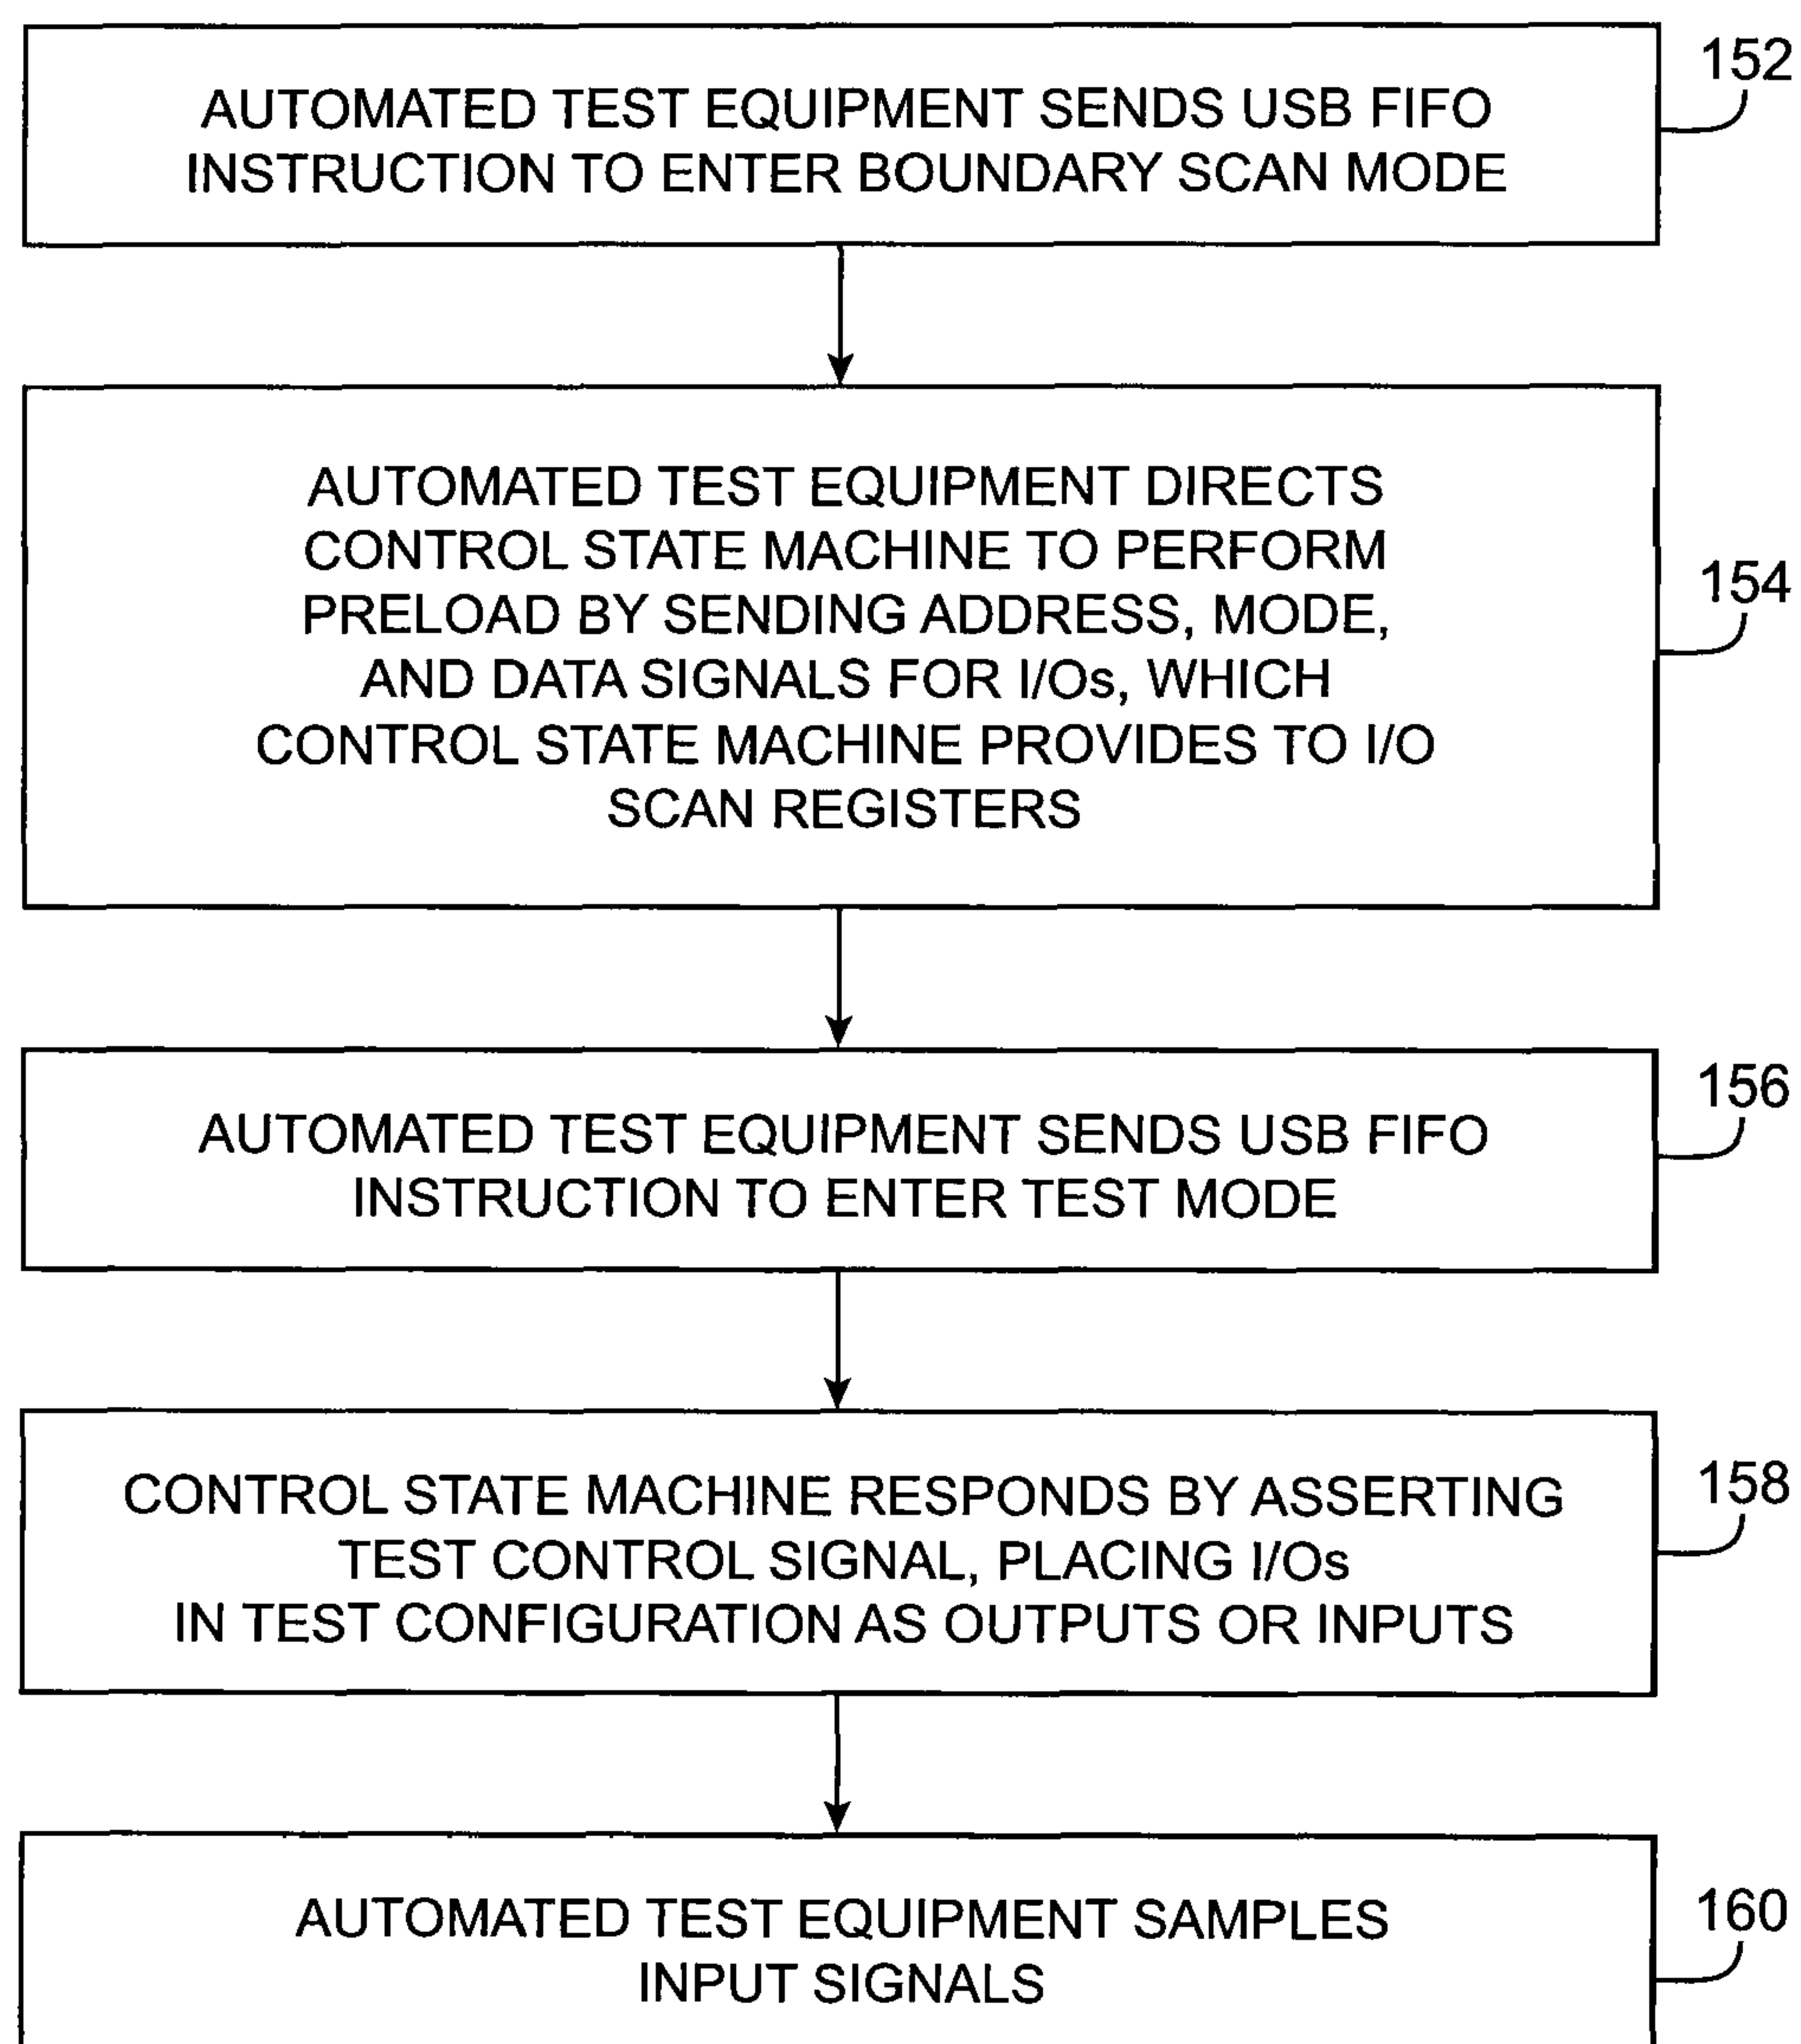 152
AUTOMATED TEST EQUIPMENT SENDS USB FIFO
INSTRUCTION TO ENTER BOUNDARY SCAN MODE
AUTOMATED TEST EQUIPMENT DIRECTS
CONTROL STATE MACHINE TO PERFORM
PRELOAD BY SENDING ADDRESS, MODE,
AND DATA SIGNALS FOR I/Os, WHICH
CONTROL STATE MACHINE PROVIDES TO I/O
SCAN REGISTERS
154
AUTOMATED TEST EQUIPMENT SENDS USB FIFO
INSTRUCTION TO ENTER TEST MODE
156
CONTROL STATE MACHINE RESPONDS BY ASSERTING
TEST CONTROL SIGNAL, PLACING I/Os
IN TEST CONFIGURATION AS OUTPUTS OR INPUTS
158
AUTOMATED TEST EQUIPMENT SAMPLES
INPUT SIGNALS
160